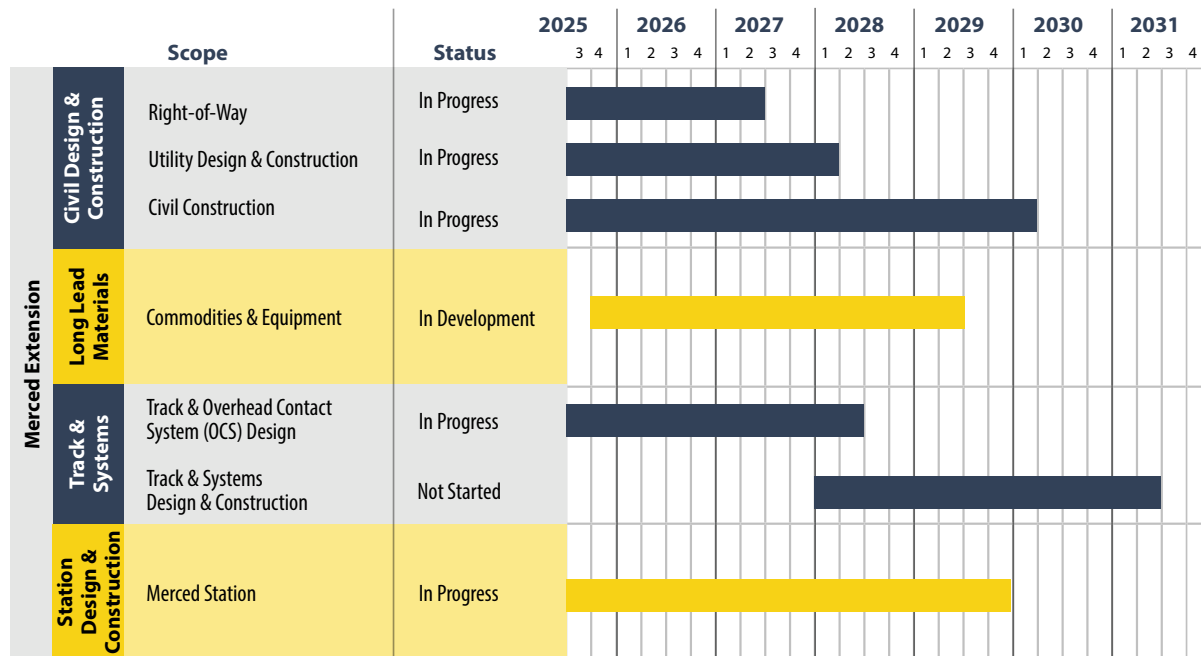 2025 2026 2027 2028 2029 2030 2031
Scope Status 3 4 1 2 3 4 1 2 3 4 1 2 3 4 1 2 3 4 1 2 3 4 1 2 3 4
Merced Extension
Civil Design &
Construction
Right-of-Way In Progress
Utility Design & Construction In Progress
Civil Construction In Progress
Long Lead
Materials
Commodities & Equipment In Development
Track &
Systems
Track & Overhead Contact
System (OCS) Design In Progress
Track & Systems
Design & Construction Not Started
Station
Design &
Construction
Merced Station In Progress